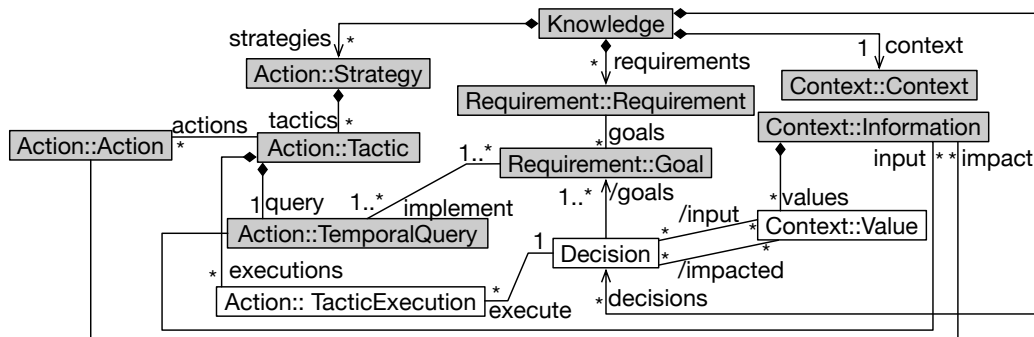 Knowledge
strategies *
1 context
* requirements
Action::Strategy
Context::Context
Requirement::Requirement
tactics *
actions
*
goals
*
Context::Information
Action::Action
Action::Tactic
input * * impact
1..* Requirement::Goal
1 query
1..* implement
1..* /goals
* values
/input
* *
Action::TemporalQuery
Context::Value
1 Decision
* *
/impacted
* executions
Action:: TacticExecution
*
execute
* decisions